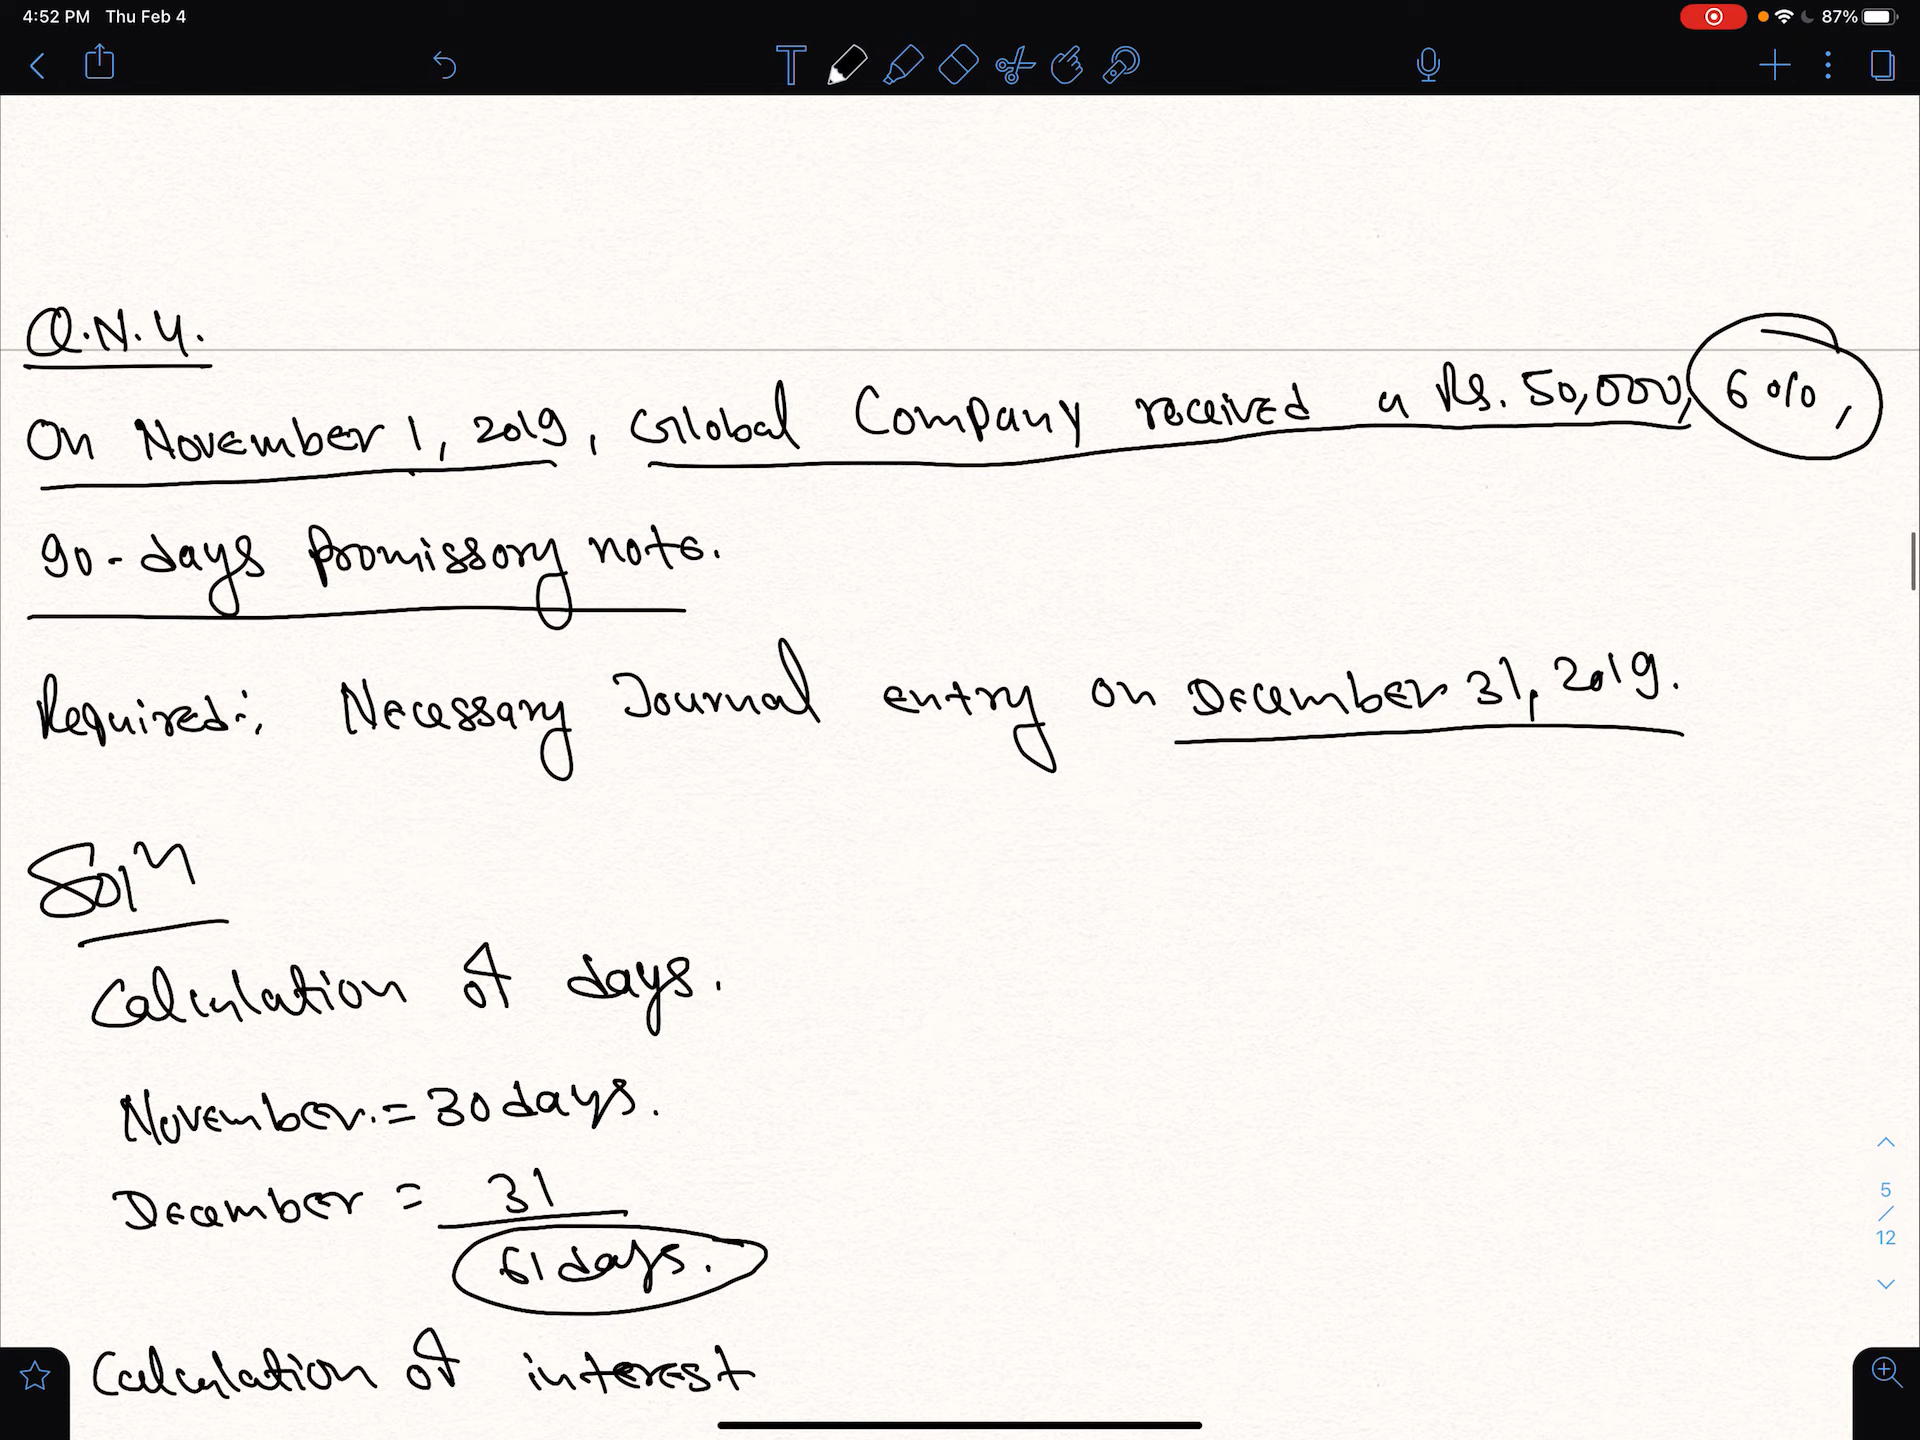 4:52 PM Thu Feb 4
87%
Q.N.4.
On November 1, 2019, Global Company received a Rs. 50,000, 6%,
90-days Promissory note.
Required:, Necessary Journal entry on December 31, 2019.
Solⁿ
Calculation of days.
November. = 30 days.
December = 31
61 days.
Calculation of interest
5
/
12